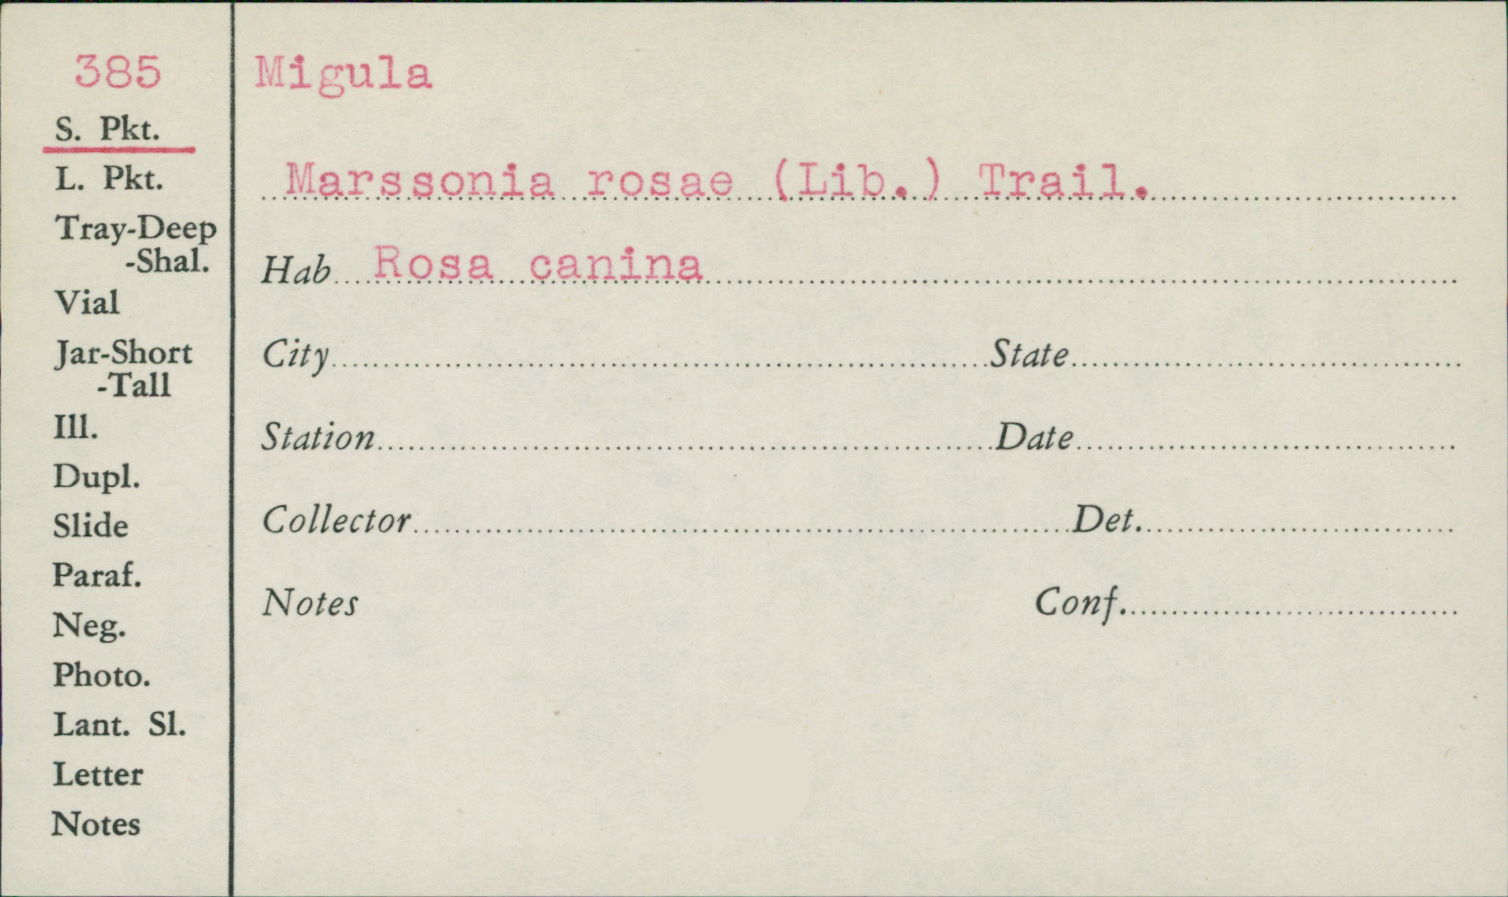 385
S. Pkt.
L. Pkt.
Tray-Deep
-Shal.
Vial
Jar-Short
-Tall
Ill.
Dupl.
Slide
Paraf.
Neg.
Photo.
Lant. Sl.
Letter
Notes
Migula
Marssonia rosae (Lib.) Trail.
Hab Rosa canina
City State
Station Date
Collector Det.
Notes Conf.